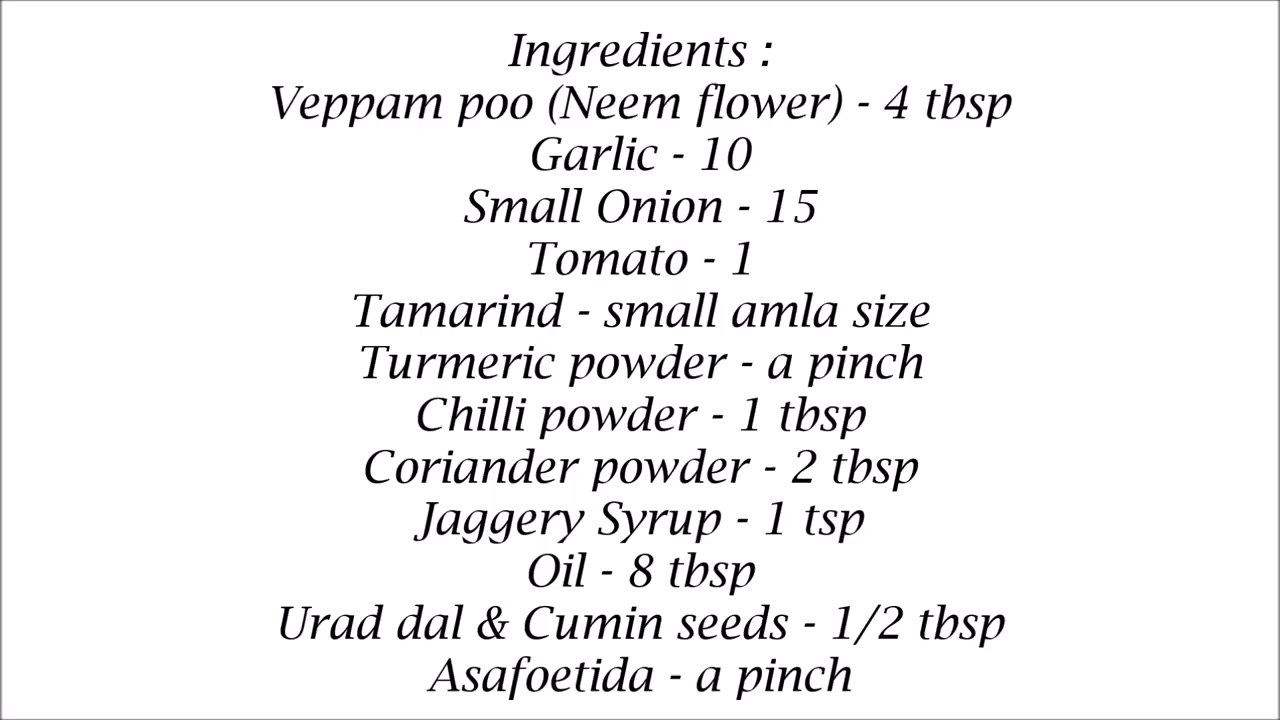 Ingredients :
Veppam poo (Neem flower) - 4 tbsp
Garlic - 10
Small Onion - 15
Tomato - 1
Tamarind - small amla size
Turmeric powder - a pinch
Chilli powder - 1 tbsp
Coriander powder - 2 tbsp
Jaggery Syrup - 1 tsp
Oil - 8 tbsp
Urad dal & Cumin seeds - 1/2 tbsp
Asafoetida - a pinch